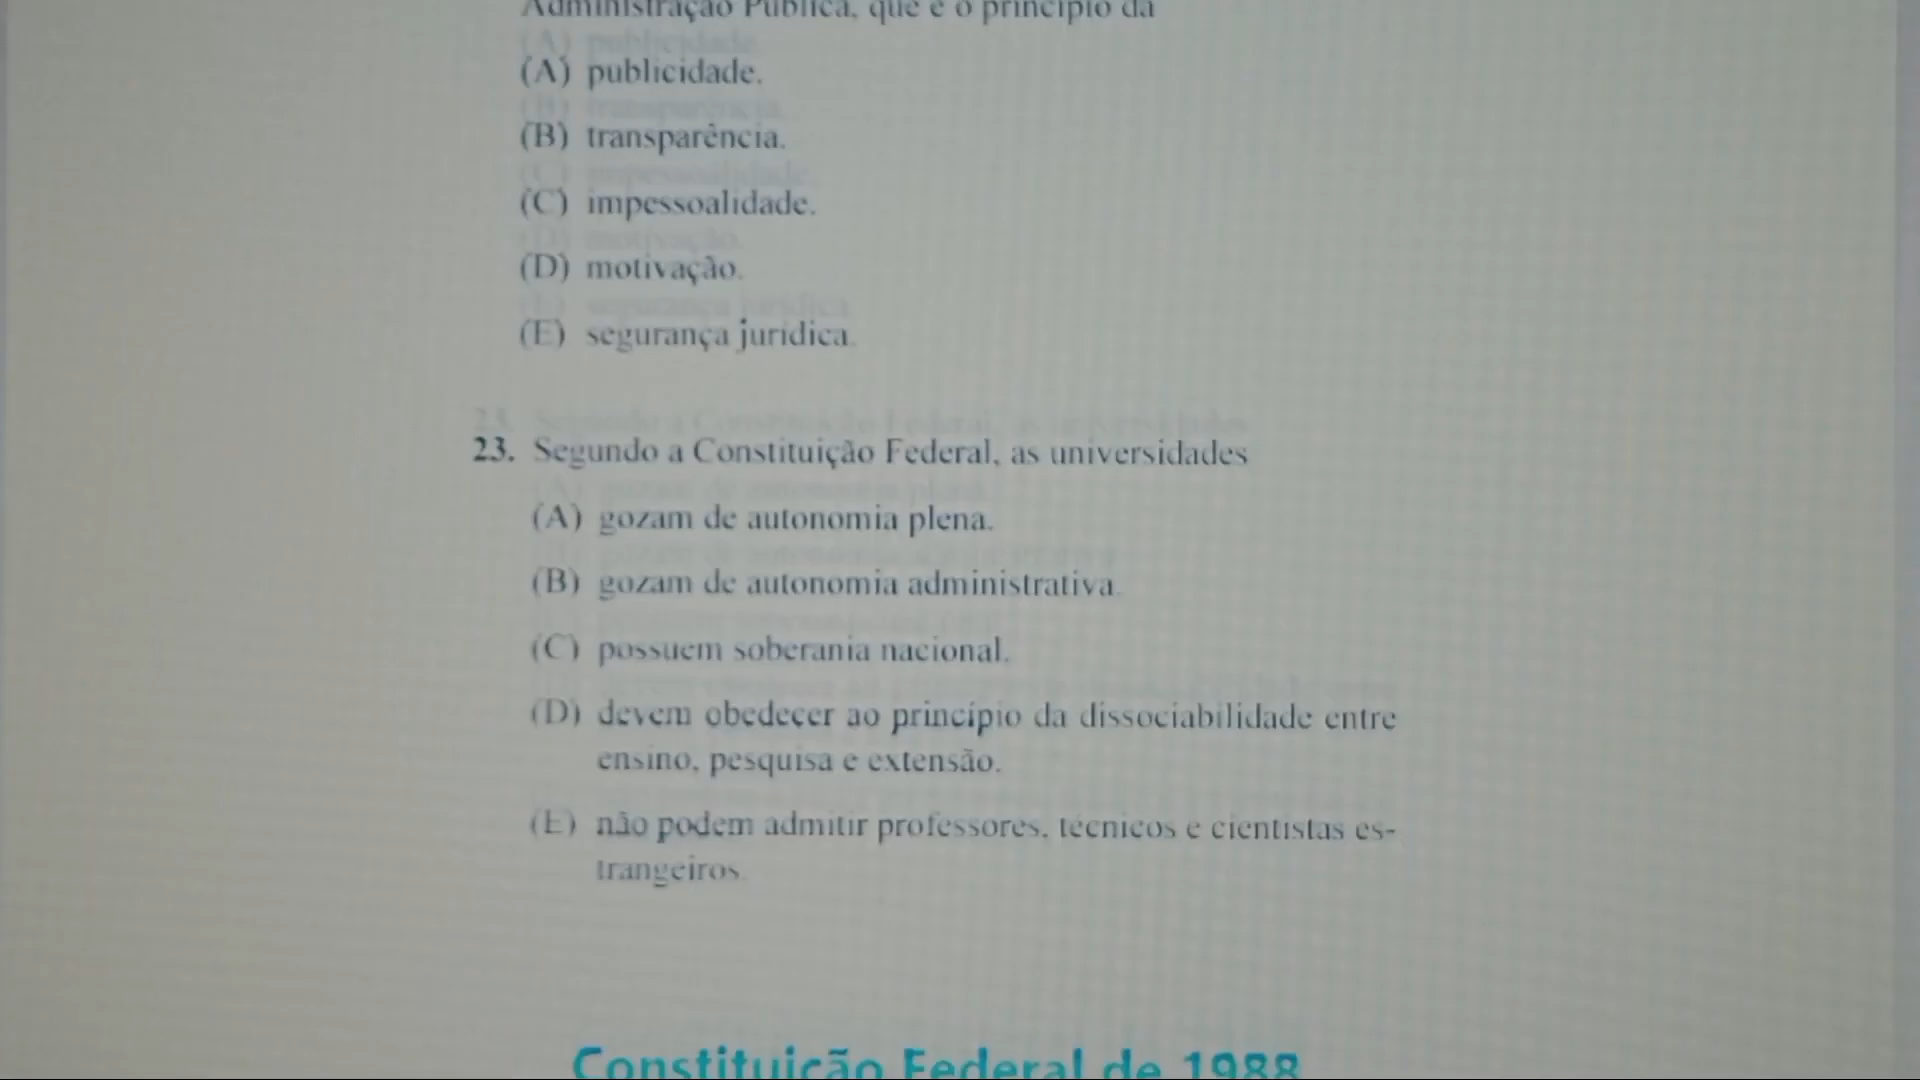 Administração Pública, que é o princípio da
(A) publicidade.
(B) transparência.
(C) impessoalidade.
(D) motivação.
(E) segurança jurídica.
23. Segundo a Constituição Federal, as universidades
(A) gozam de autonomia plena.
(B) gozam de autonomia administrativa.
(C) possuem soberania nacional.
(D) devem obedecer ao princípio da dissociabilidade entre
ensino, pesquisa e extensão.
(E) não podem admitir professores, técnicos e cientistas es-
trangeiros.
Constituição Federal de 1988